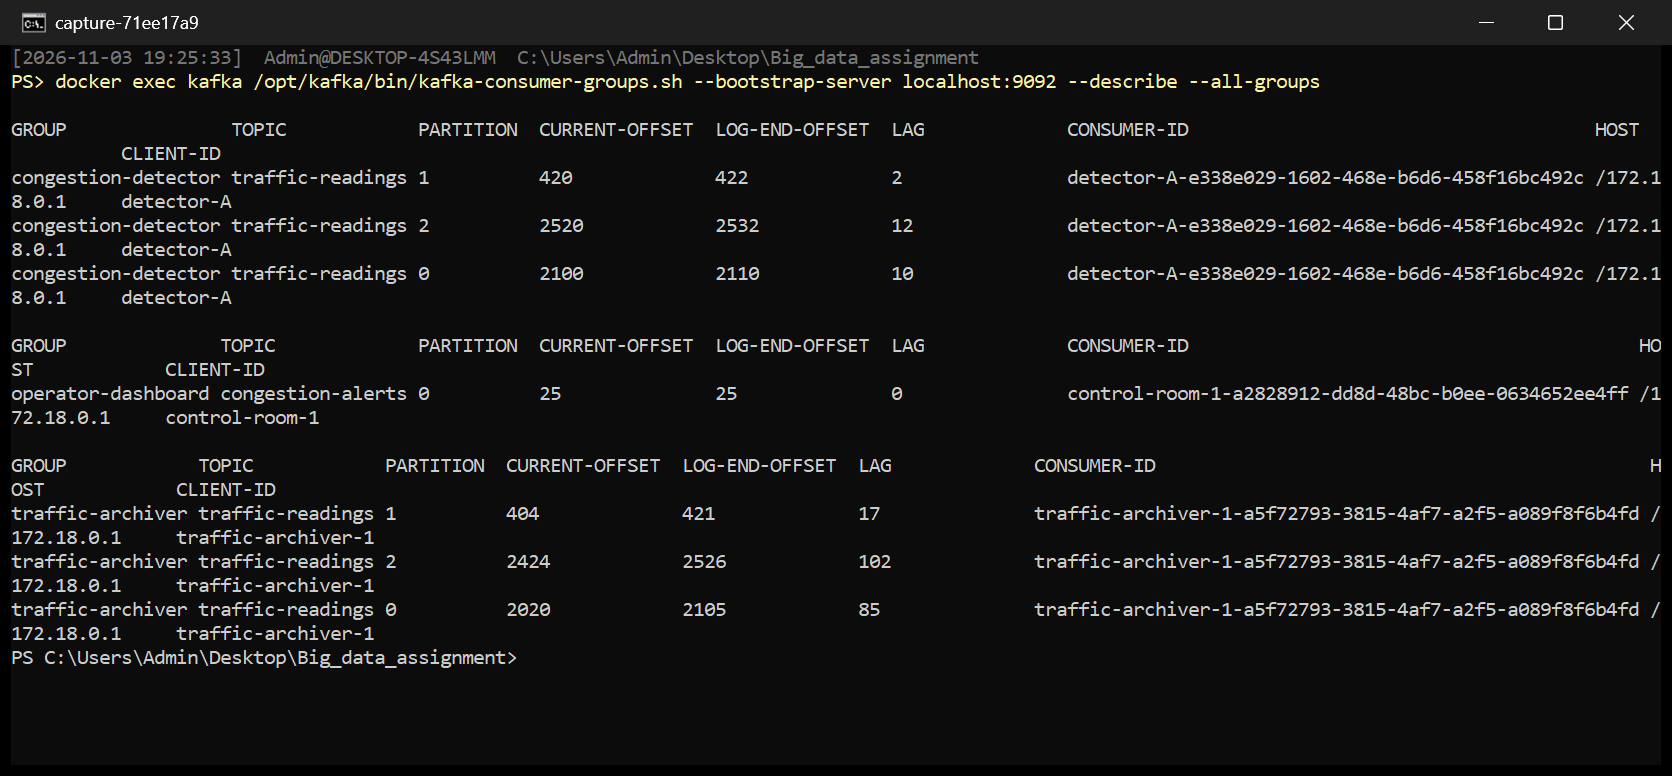 capture-71ee17a9
[2026-11-03 19:25:33]  Admin@DESKTOP-4S43LMM  C:\Users\Admin\Desktop\Big_data_assignment
PS> docker exec kafka /opt/kafka/bin/kafka-consumer-groups.sh --bootstrap-server localhost:9092 --describe --all-groups
GROUP               TOPIC            PARTITION  CURRENT-OFFSET  LOG-END-OFFSET  LAG             CONSUMER-ID                                     HOST
          CLIENT-ID
congestion-detector traffic-readings 1          420             422             2               detector-A-e338e029-1602-468e-b6d6-458f16bc492c /172.1
8.0.1     detector-A
congestion-detector traffic-readings 2          2520            2532            12              detector-A-e338e029-1602-468e-b6d6-458f16bc492c /172.1
8.0.1     detector-A
congestion-detector traffic-readings 0          2100            2110            10              detector-A-e338e029-1602-468e-b6d6-458f16bc492c /172.1
8.0.1     detector-A
GROUP              TOPIC             PARTITION  CURRENT-OFFSET  LOG-END-OFFSET  LAG             CONSUMER-ID                                         HO
ST            CLIENT-ID
operator-dashboard congestion-alerts 0          25              25              0               control-room-1-a2828912-dd8d-48bc-b0ee-0634652ee4ff /1
72.18.0.1     control-room-1
GROUP            TOPIC            PARTITION  CURRENT-OFFSET  LOG-END-OFFSET  LAG             CONSUMER-ID                                             H
OST            CLIENT-ID
traffic-archiver traffic-readings 1          404             421             17              traffic-archiver-1-a5f72793-3815-4af7-a2f5-a089f8f6b4fd /
172.18.0.1     traffic-archiver-1
traffic-archiver traffic-readings 2          2424            2526            102             traffic-archiver-1-a5f72793-3815-4af7-a2f5-a089f8f6b4fd /
172.18.0.1     traffic-archiver-1
traffic-archiver traffic-readings 0          2020            2105            85              traffic-archiver-1-a5f72793-3815-4af7-a2f5-a089f8f6b4fd /
172.18.0.1     traffic-archiver-1
PS C:\Users\Admin\Desktop\Big_data_assignment>